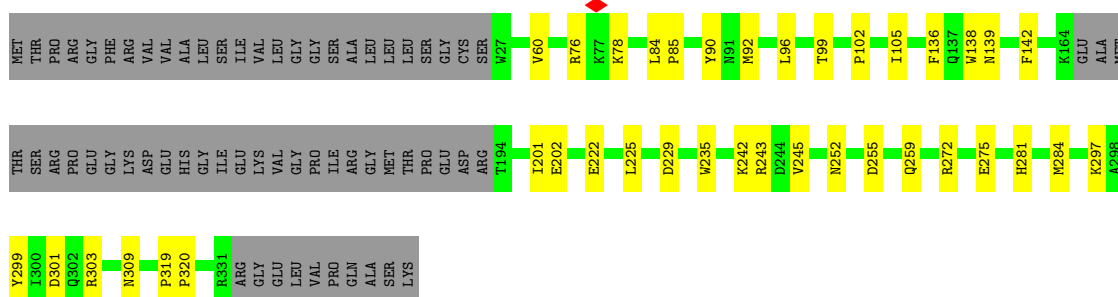 MET THR PRO ARG GLY PHE ARG VAL VAL ALA LEU SER ILE VAL LEU GLY GLY SER ALA LEU LEU LEU SER GLY CYS SER W27 V60 R76 K77 K78 L84 P85 Y90 N91 M92 L96 T99 P102 I105 F136 Q137 W138 N139 F142 K164 GLU ALA MET
THR SER ARG PRO GLU GLY LYS ASP GLU HIS GLY ILE GLU LYS VAL GLY PRO ILE ARG GLY MET THR PRO GLU ASP ARG T194 I201 E202 E222 L225 D229 W235 K242 R243 D244 V245 N252 D255 Q259 R272 E275 H281 M284 K297 A298
Y299 I300 D301 Q302 R303 N309 P319 P320 R331 ARG GLY GLU LEU VAL PRO GLN ALA SER LYS